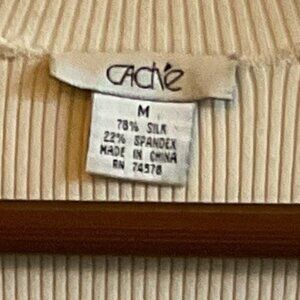 CACHÉ
M
78% SILK
22% SPANDEX
MADE IN CHINA
RN 74578